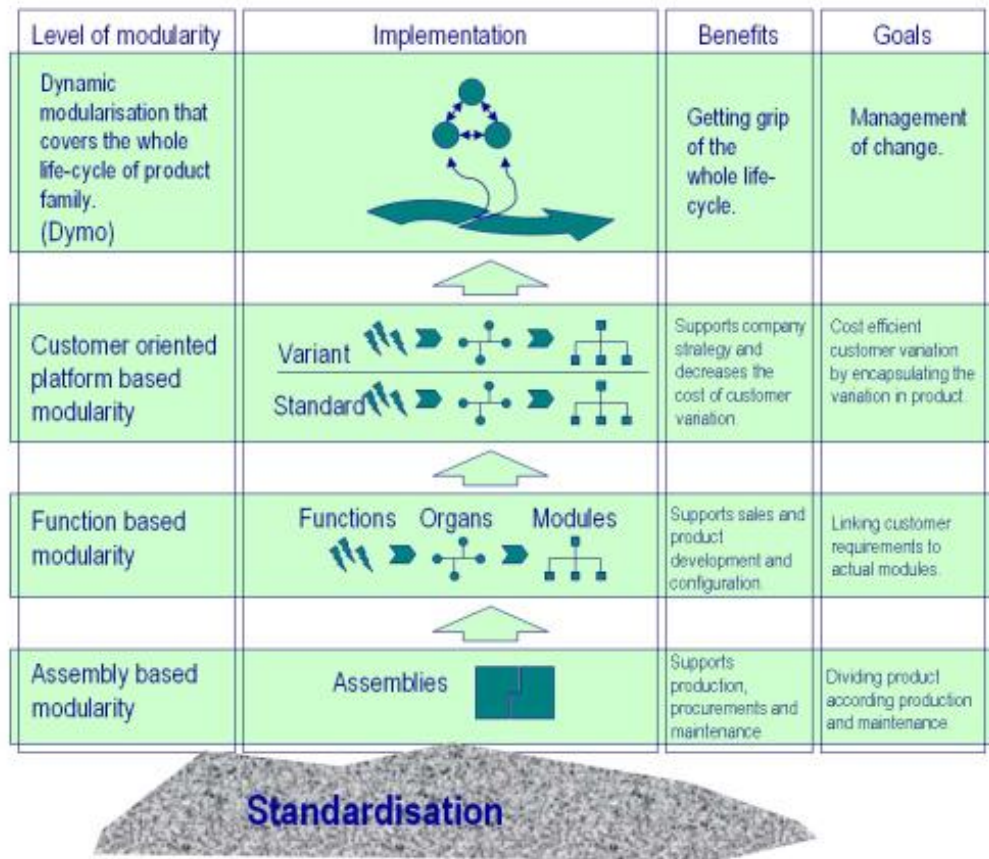 Level of modularity
Implementation
Benefits
Goals
Dynamic
modularisation that
covers the whole
life-cycle of product
family.
(Dymo)
Getting grip
of the
whole life-
cycle.
Management
of change.
Customer oriented
platform based
modularity
Variant
Standard
Supports company
strategy and
decreases the
cost of customer
variation.
Cost efficient
customer variation
by encapsulating the
variation in product.
Function based
modularity
Functions Organs Modules
Supports sales and
product
development and
configuration.
Linking customer
requirements to
actual modules.
Assembly based
modularity
Assemblies
Supports
production,
procurements and
maintenance
Dividing product
according production
and maintenance
Standardisation